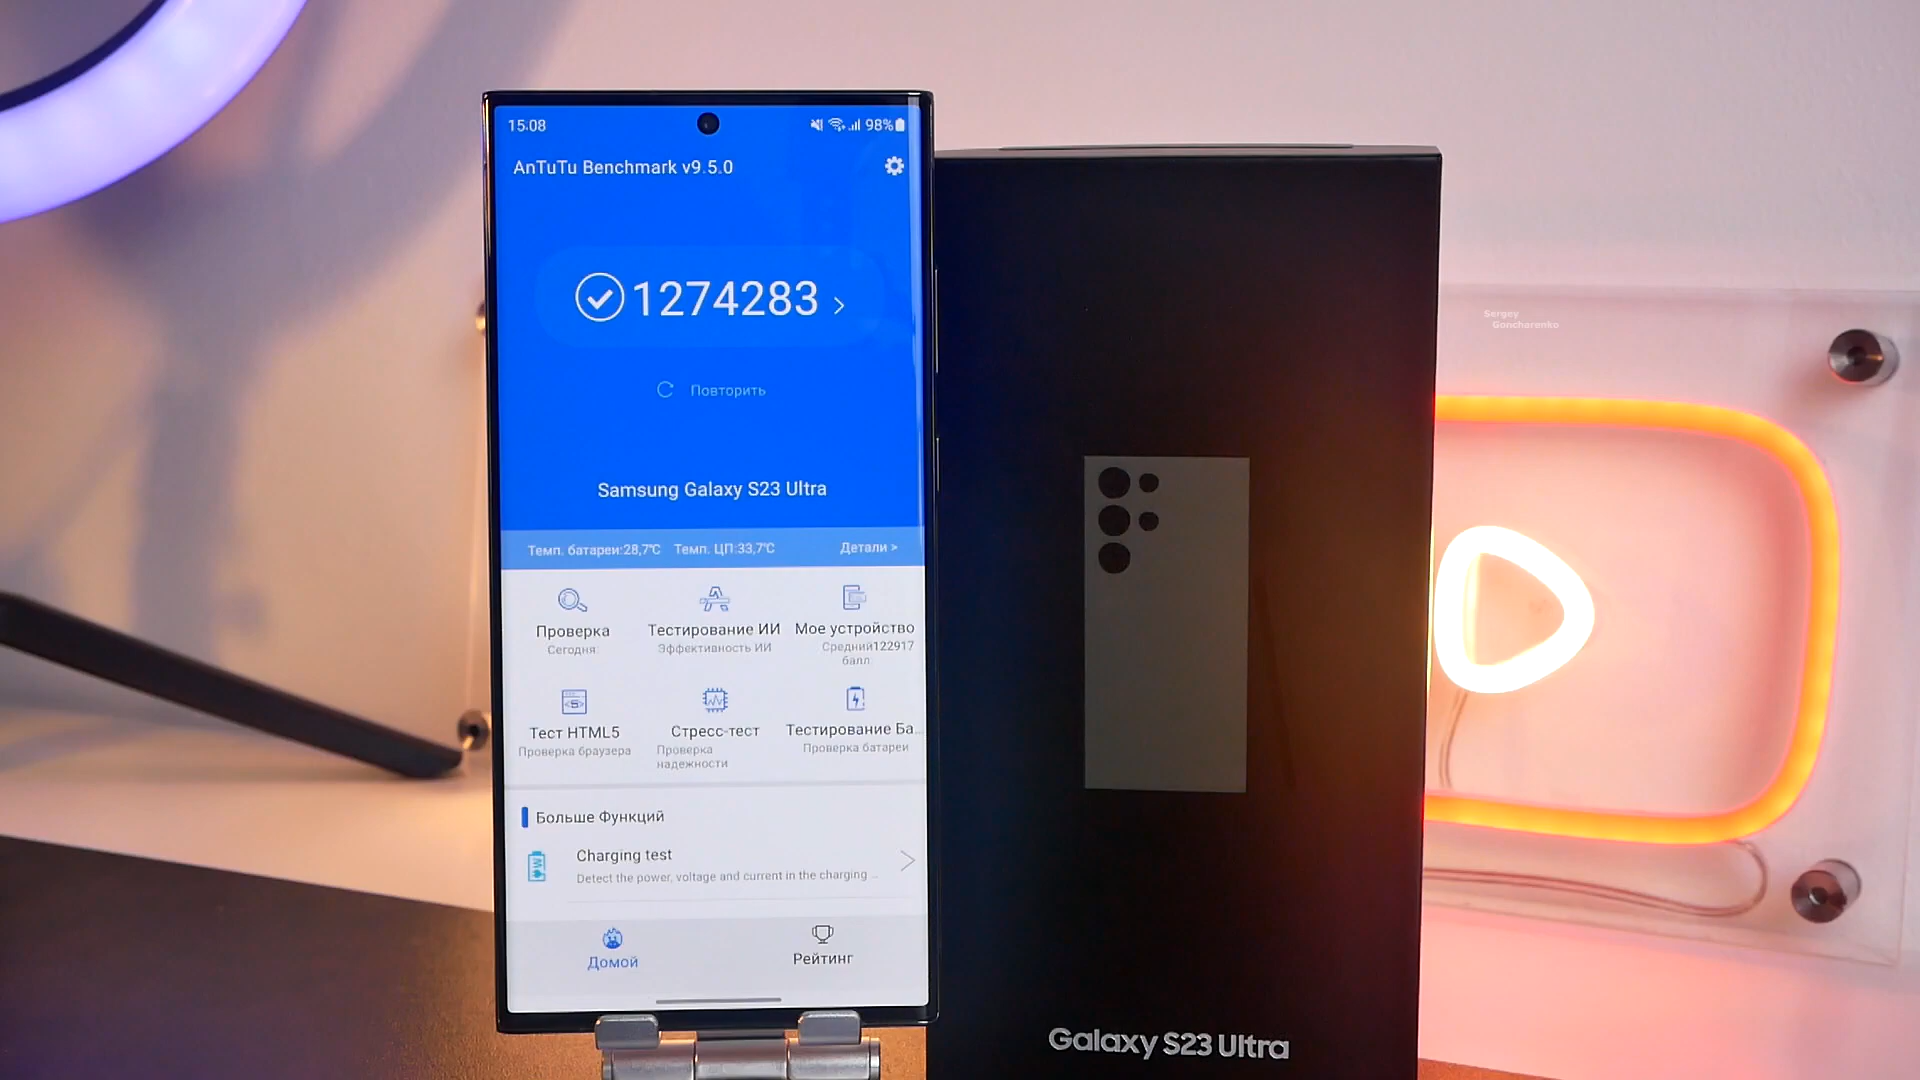 15:08
98%
AnTuTu Benchmark v9.5.0
1274283
Повторить
Samsung Galaxy S23 Ultra
Темп. батареи:28,7℃ Темп. ЦП:33,7℃ Детали >
Проверка
Сегодня:
Тестирование ИИ
Эффективность ИИ
Мое устройство
Средний122917
балл:
Тест HTML5
Проверка браузера
Стресс-тест
Проверка
надежности
Тестирование Ба...
Проверка батареи
Больше Функций
Charging test
Detect the power, voltage and current in the charging ...
Домой
Рейтинг
Galaxy S23 Ultra
Sergey
Goncharenko